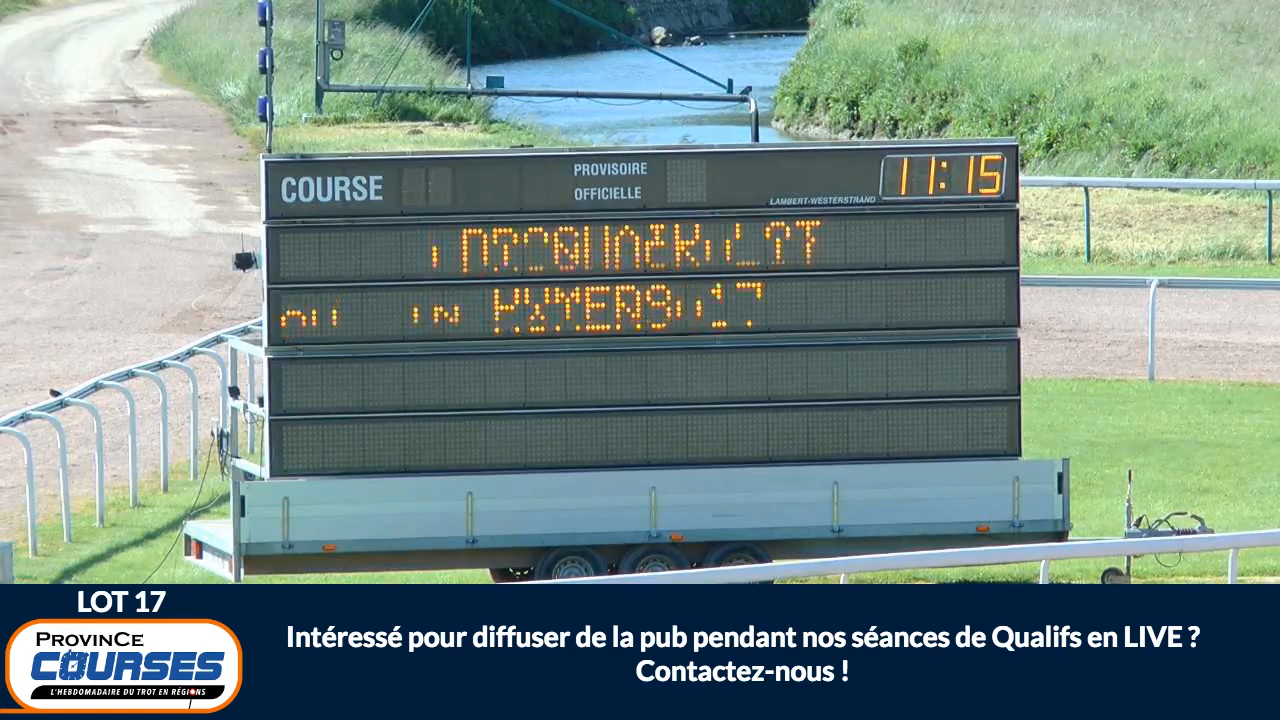 COURSE
PROVISOIRE
OFFICIELLE
LAMBERT-WESTERSTRAND
11:15
LOT 17
PROVINCE
COURSES
L'HEBDOMADAIRE DU TROT EN RÉGIONS
Intéressé pour diffuser de la pub pendant nos séances de Qualifs en LIVE ?
Contactez-nous !